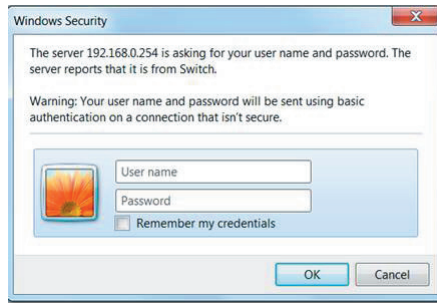 Windows Security
The server 192.168.0.254 is asking for your user name and password. The
server reports that it is from Switch.
Warning: Your user name and password will be sent using basic
authentication on a connection that isn't secure.
User name
Password
Remember my credentials
OK
Cancel